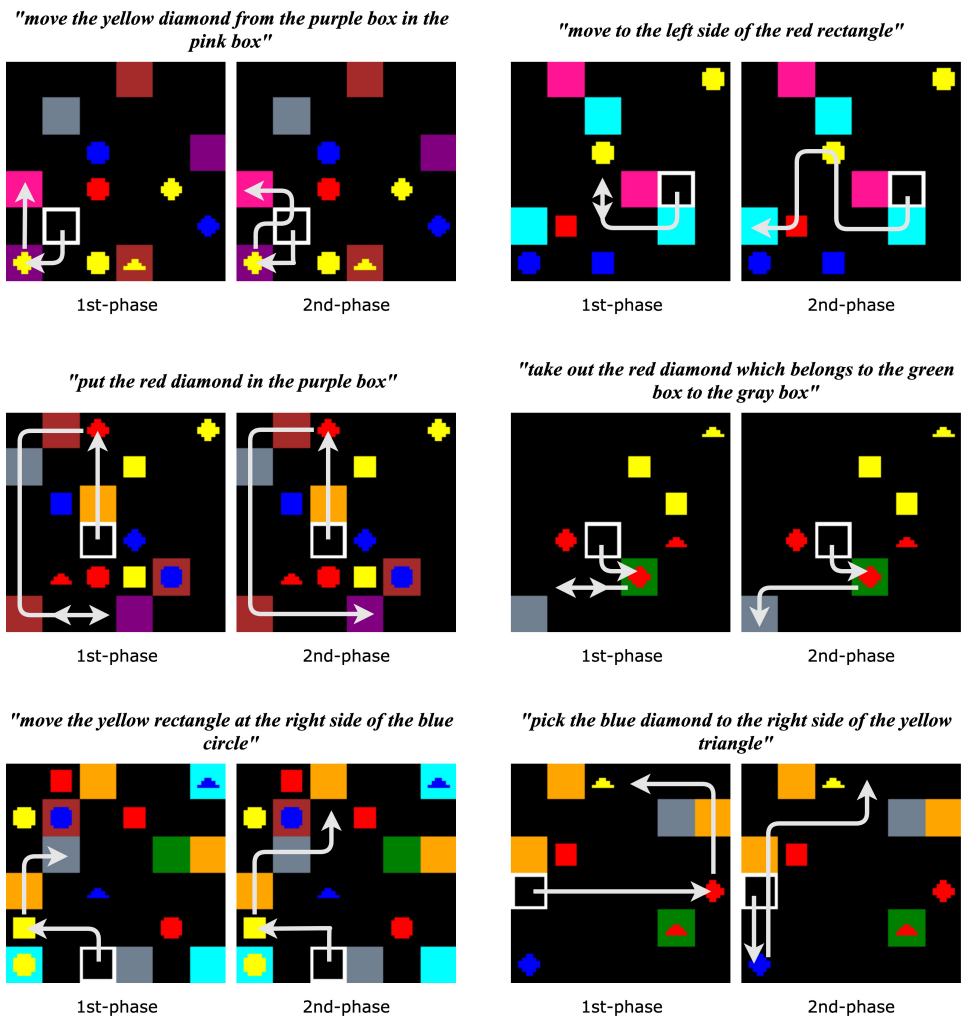 "move the yellow diamond from the purple box in the
pink box"
1st-phase
2nd-phase
"move to the left side of the red rectangle"
1st-phase
2nd-phase
"put the red diamond in the purple box"
1st-phase
2nd-phase
"take out the red diamond which belongs to the green
box to the gray box"
1st-phase
2nd-phase
"move the yellow rectangle at the right side of the blue
circle"
1st-phase
2nd-phase
"pick the blue diamond to the right side of the yellow
triangle"
1st-phase
2nd-phase